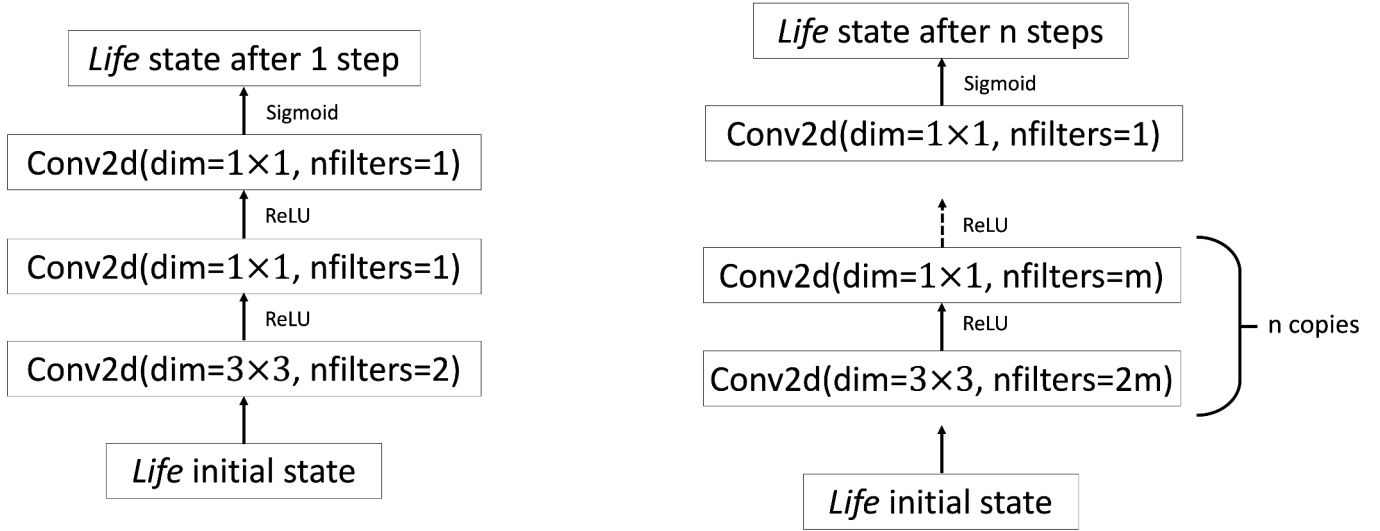 Life state after 1 step
Sigmoid
Conv2d(dim=1×1, nfilters=1)
ReLU
Conv2d(dim=1×1, nfilters=1)
ReLU
Conv2d(dim=3×3, nfilters=2)
Life initial state
Life state after n steps
Sigmoid
Conv2d(dim=1×1, nfilters=1)
ReLU
Conv2d(dim=1×1, nfilters=m)
ReLU
Conv2d(dim=3×3, nfilters=2m)
n copies
Life initial state